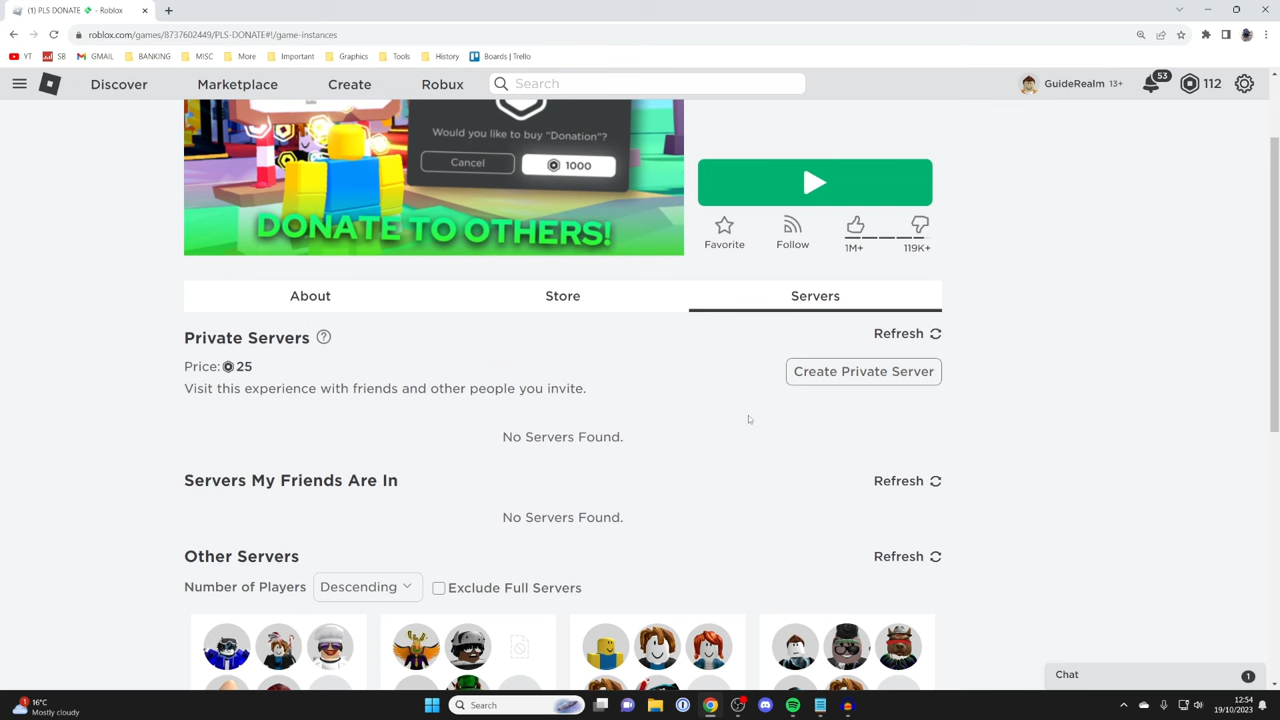 (1) PLS DONATE - Roblox
roblox.com/games/8737602449/PLS-DONATE#!/game-instances
YT SB GMAIL BANKING MISC More Important Graphics Tools History Boards | Trello
Discover Marketplace Create Robux Search GuideRealm 13+ 53 112
Would you like to buy "Donation"?
Cancel 1000
DONATE TO OTHERS!
Favorite Follow 1M+ 119K+
About Store Servers
Private Servers Refresh
Price: 25
Create Private Server
Visit this experience with friends and other people you invite.
No Servers Found.
Servers My Friends Are In Refresh
No Servers Found.
Other Servers Refresh
Number of Players Descending Exclude Full Servers
Chat 1
1 16°C
Mostly cloudy
Search
12:54
19/10/2023